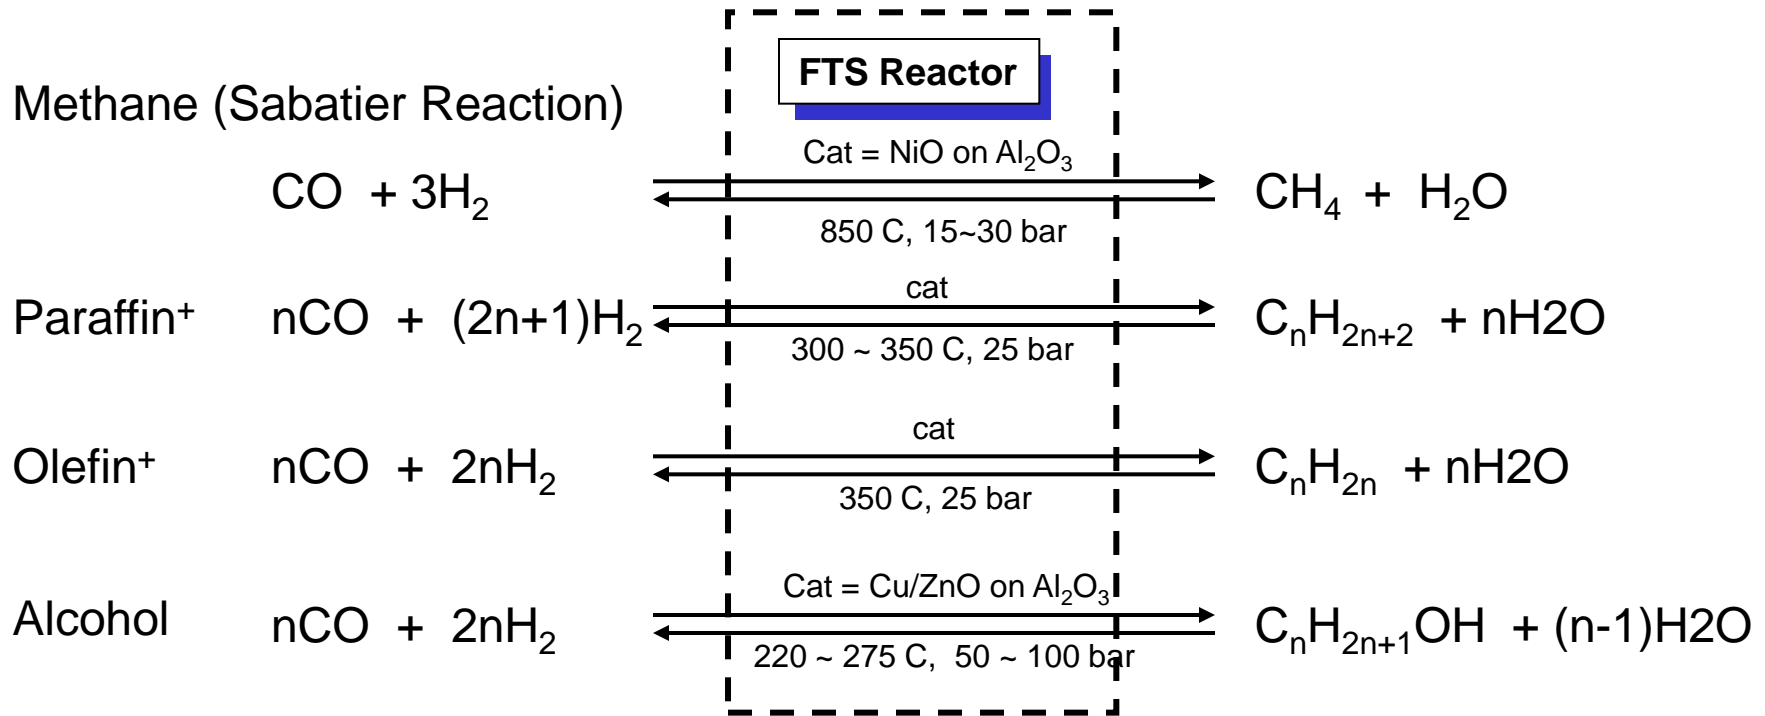 FTS Reactor
Methane (Sabatier Reaction)
Cat = NiO on Al₂O₃
CO + 3H₂ CH₄ + H₂O
850 C, 15~30 bar
cat
Paraffin⁺ nCO + (2n+1)H₂ CₙH₂ₙ₊₂ + nH2O
300 ~ 350 C, 25 bar
cat
Olefin⁺ nCO + 2nH₂ CₙH₂ₙ + nH2O
350 C, 25 bar
Cat = Cu/ZnO on Al₂O₃
Alcohol nCO + 2nH₂ CₙH₂ₙ₊₁OH + (n-1)H2O
220 ~ 275 C, 50 ~ 100 bar